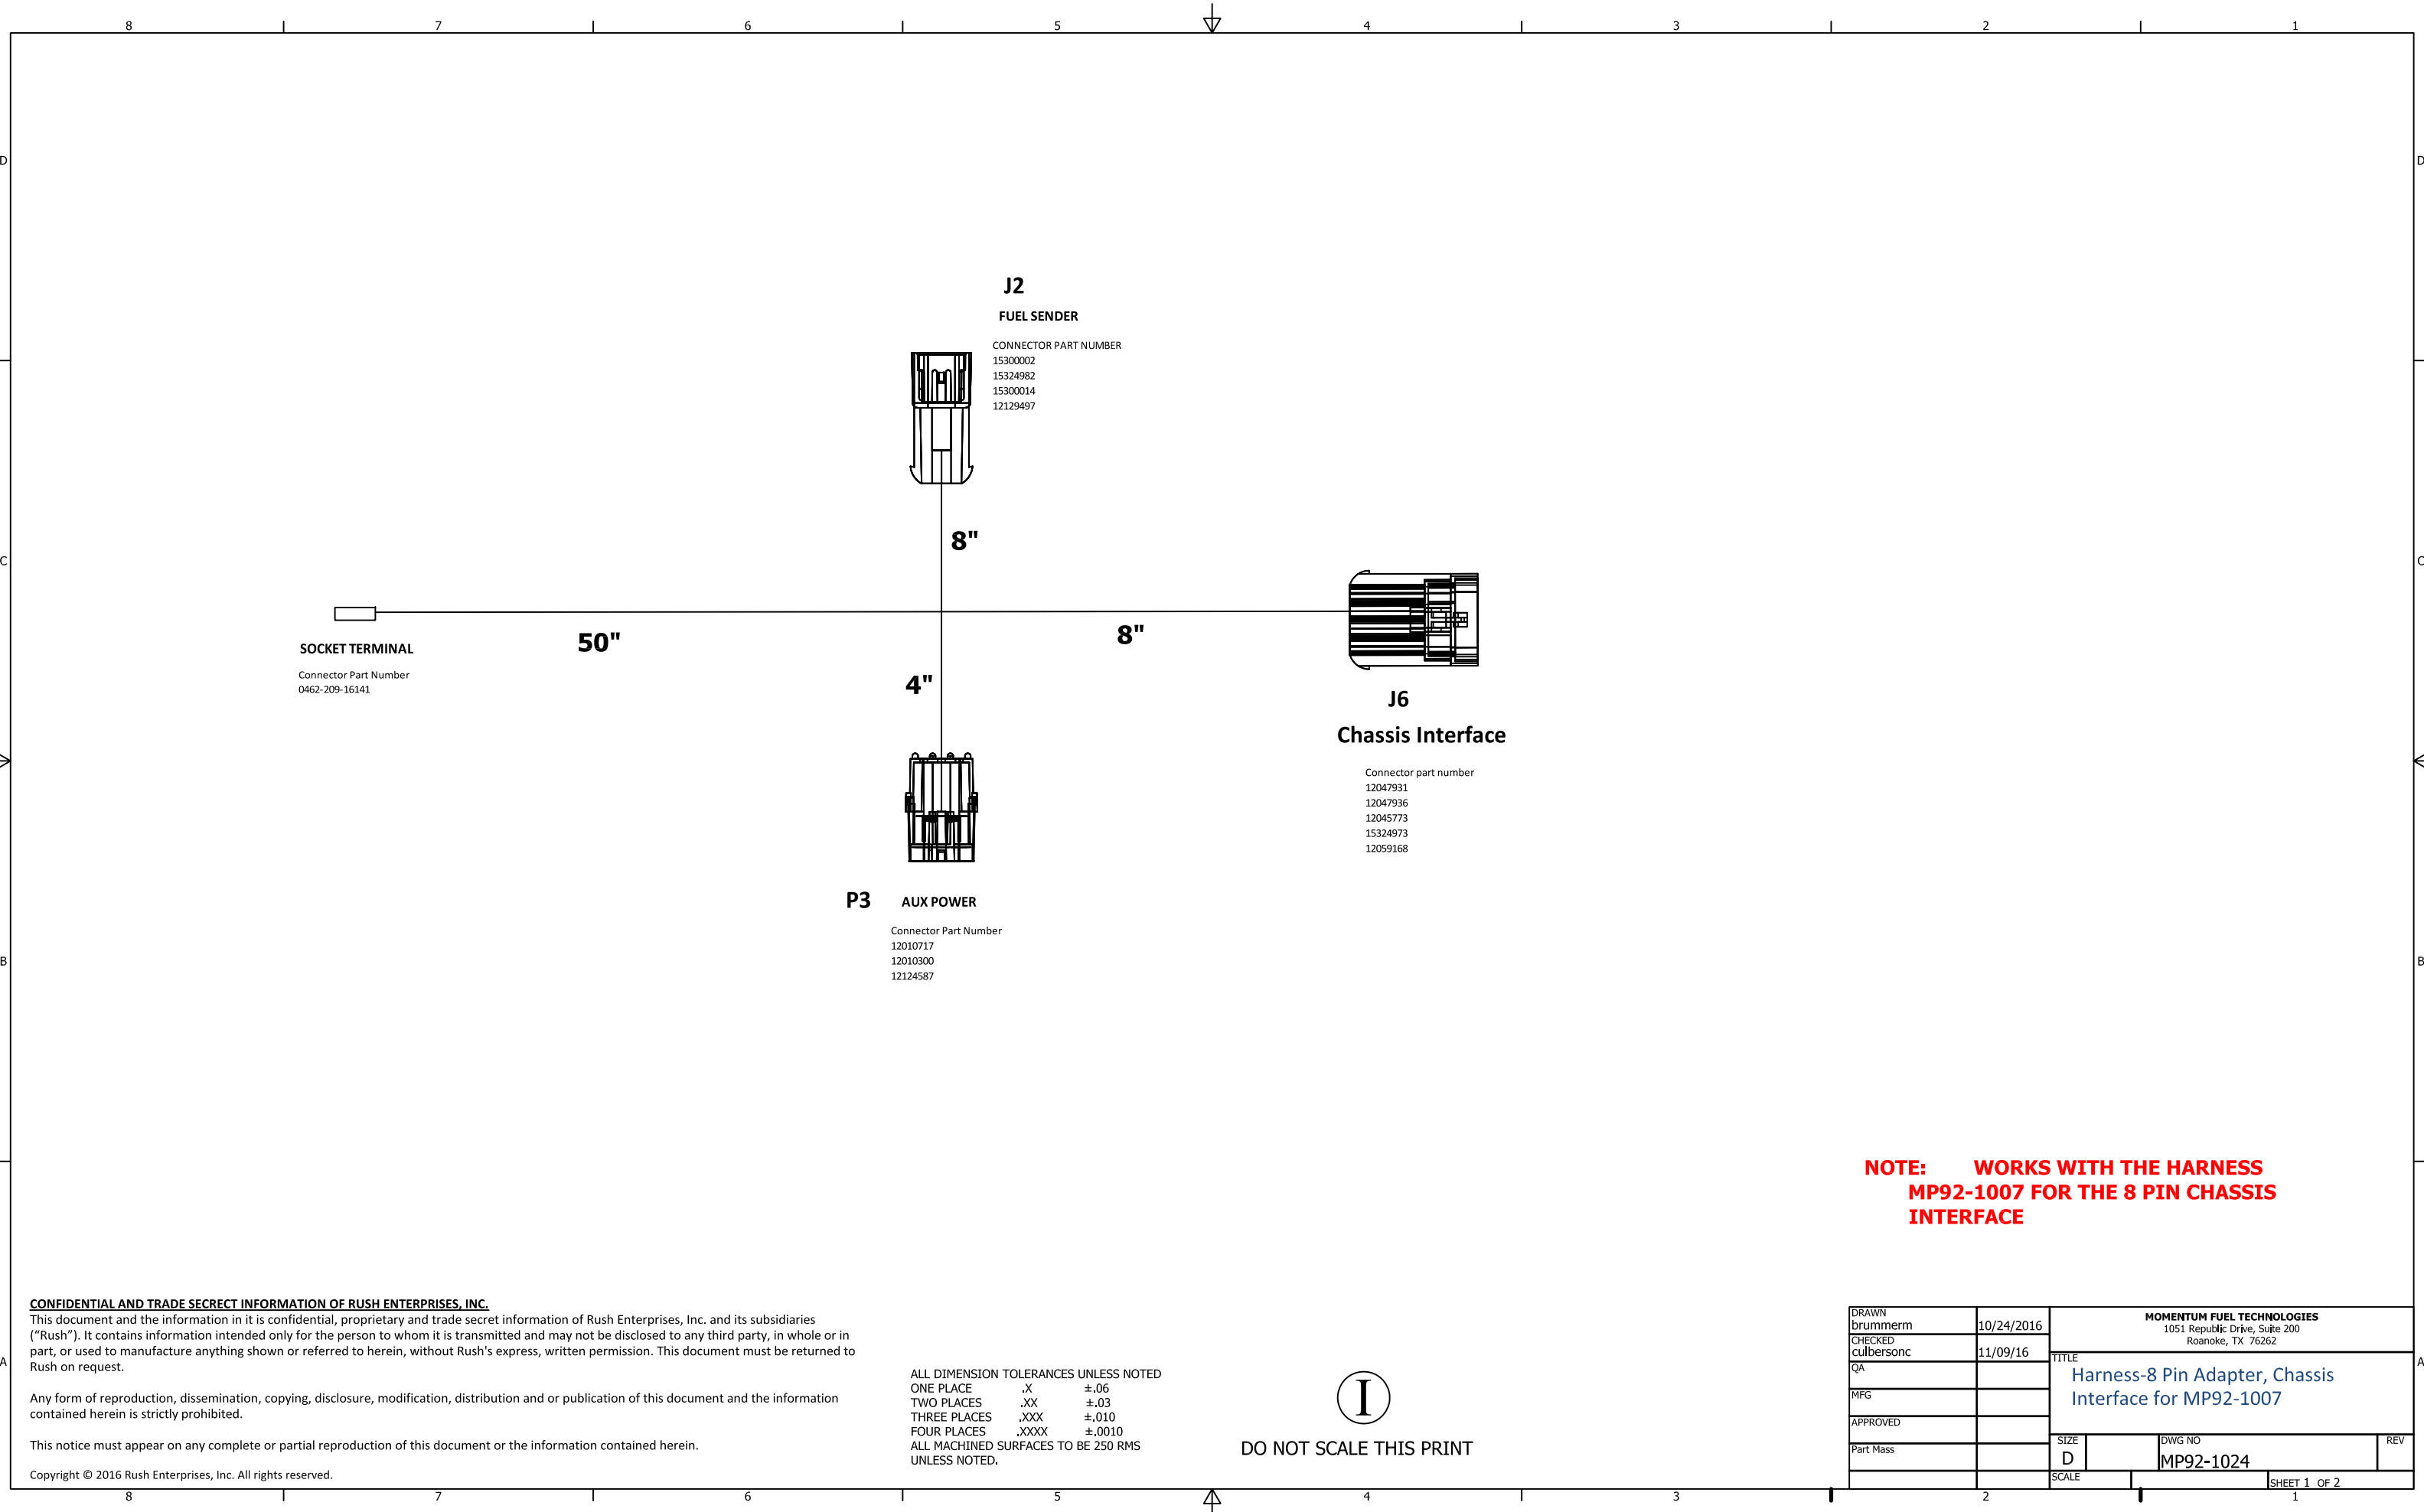 8 7 6 5 4 3 2 1
D D
J2
FUEL SENDER
CONNECTOR PART NUMBER
15300002
15324982
15300014
12129497
8"
C C
50"
8"
SOCKET TERMINAL
Connector Part Number
0462-209-16141
4"
J6
Chassis Interface
Connector part number
12047931
12047936
12045773
15324973
12059168
P3 AUX POWER
Connector Part Number
12010717
12010300
12124587
B B
NOTE: WORKS WITH THE HARNESS
MP92-1007 FOR THE 8 PIN CHASSIS
INTERFACE
CONFIDENTIAL AND TRADE SECRECT INFORMATION OF RUSH ENTERPRISES, INC.
This document and the information in it is confidential, proprietary and trade secret information of Rush Enterprises, Inc. and its subsidiaries
(“Rush”). It contains information intended only for the person to whom it is transmitted and may not be disclosed to any third party, in whole or in
part, or used to manufacture anything shown or referred to herein, without Rush's express, written permission. This document must be returned to
Rush on request.
Any form of reproduction, dissemination, copying, disclosure, modification, distribution and or publication of this document and the information
contained herein is strictly prohibited.
This notice must appear on any complete or partial reproduction of this document or the information contained herein.
Copyright © 2016 Rush Enterprises, Inc. All rights reserved.
A A
ALL DIMENSION TOLERANCES UNLESS NOTED
ONE PLACE .X ±.06
TWO PLACES .XX ±.03
THREE PLACES .XXX ±.010
FOUR PLACES .XXXX ±.0010
ALL MACHINED SURFACES TO BE 250 RMS
UNLESS NOTED.
I
DO NOT SCALE THIS PRINT
DRAWN
brummerm 10/24/2016
CHECKED
culbersonc 11/09/16
QA
MFG
APPROVED
Part Mass
MOMENTUM FUEL TECHNOLOGIES
1051 Republic Drive, Suite 200
Roanoke, TX 76262
TITLE
Harness-8 Pin Adapter, Chassis
Interface for MP92-1007
SIZE
D
DWG NO
MP92-1024
REV
SCALE
SHEET 1 OF 2
8 7 6 5 4 3 2 1